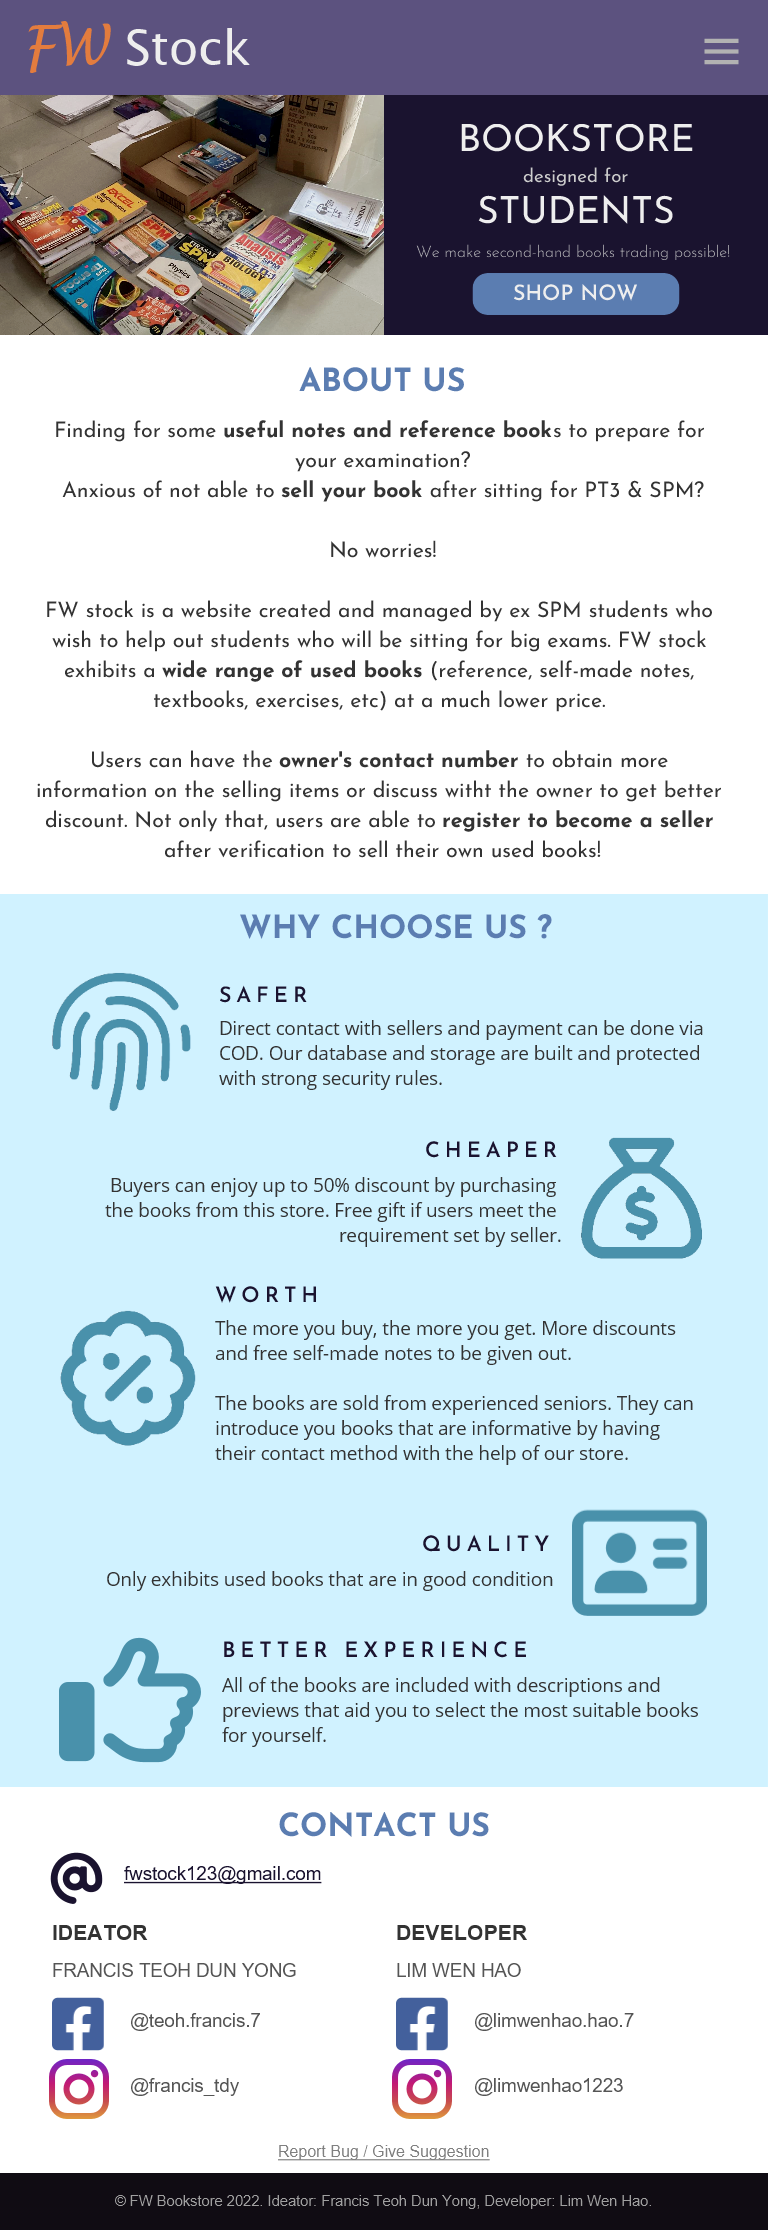 FW Stock
EXCEL
SPM
SPM
Physics
BIOLOGY
Focus
SPM
BOOKSTORE
designed for
STUDENTS
We make second-hand books trading possible!
SHOP NOW
ABOUT US
Finding for some useful notes and reference books to prepare for
your examination?
Anxious of not able to sell your book after sitting for PT3 & SPM?
No worries!
FW stock is a website created and managed by ex SPM students who
wish to help out students who will be sitting for big exams. FW stock
exhibits a wide range of used books (reference, self-made notes,
textbooks, exercises, etc) at a much lower price.
Users can have the owner's contact number to obtain more
information on the selling items or discuss witht the owner to get better
discount. Not only that, users are able to register to become a seller
after verification to sell their own used books!
WHY CHOOSE US ?
SAFER
Direct contact with sellers and payment can be done via
COD. Our database and storage are built and protected
with strong security rules.
CHEAPER
Buyers can enjoy up to 50% discount by purchasing
the books from this store. Free gift if users meet the
requirement set by seller.
WORTH
The more you buy, the more you get. More discounts
and free self-made notes to be given out.
The books are sold from experienced seniors. They can
introduce you books that are informative by having
their contact method with the help of our store.
QUALITY
Only exhibits used books that are in good condition
BETTER EXPERIENCE
All of the books are included with descriptions and
previews that aid you to select the most suitable books
for yourself.
CONTACT US
fwstock123@gmail.com
IDEATOR
FRANCIS TEOH DUN YONG
@teoh.francis.7
@francis_tdy
DEVELOPER
LIM WEN HAO
@limwenhao.hao.7
@limwenhao1223
Report Bug / Give Suggestion
© FW Bookstore 2022. Ideator: Francis Teoh Dun Yong, Developer: Lim Wen Hao.